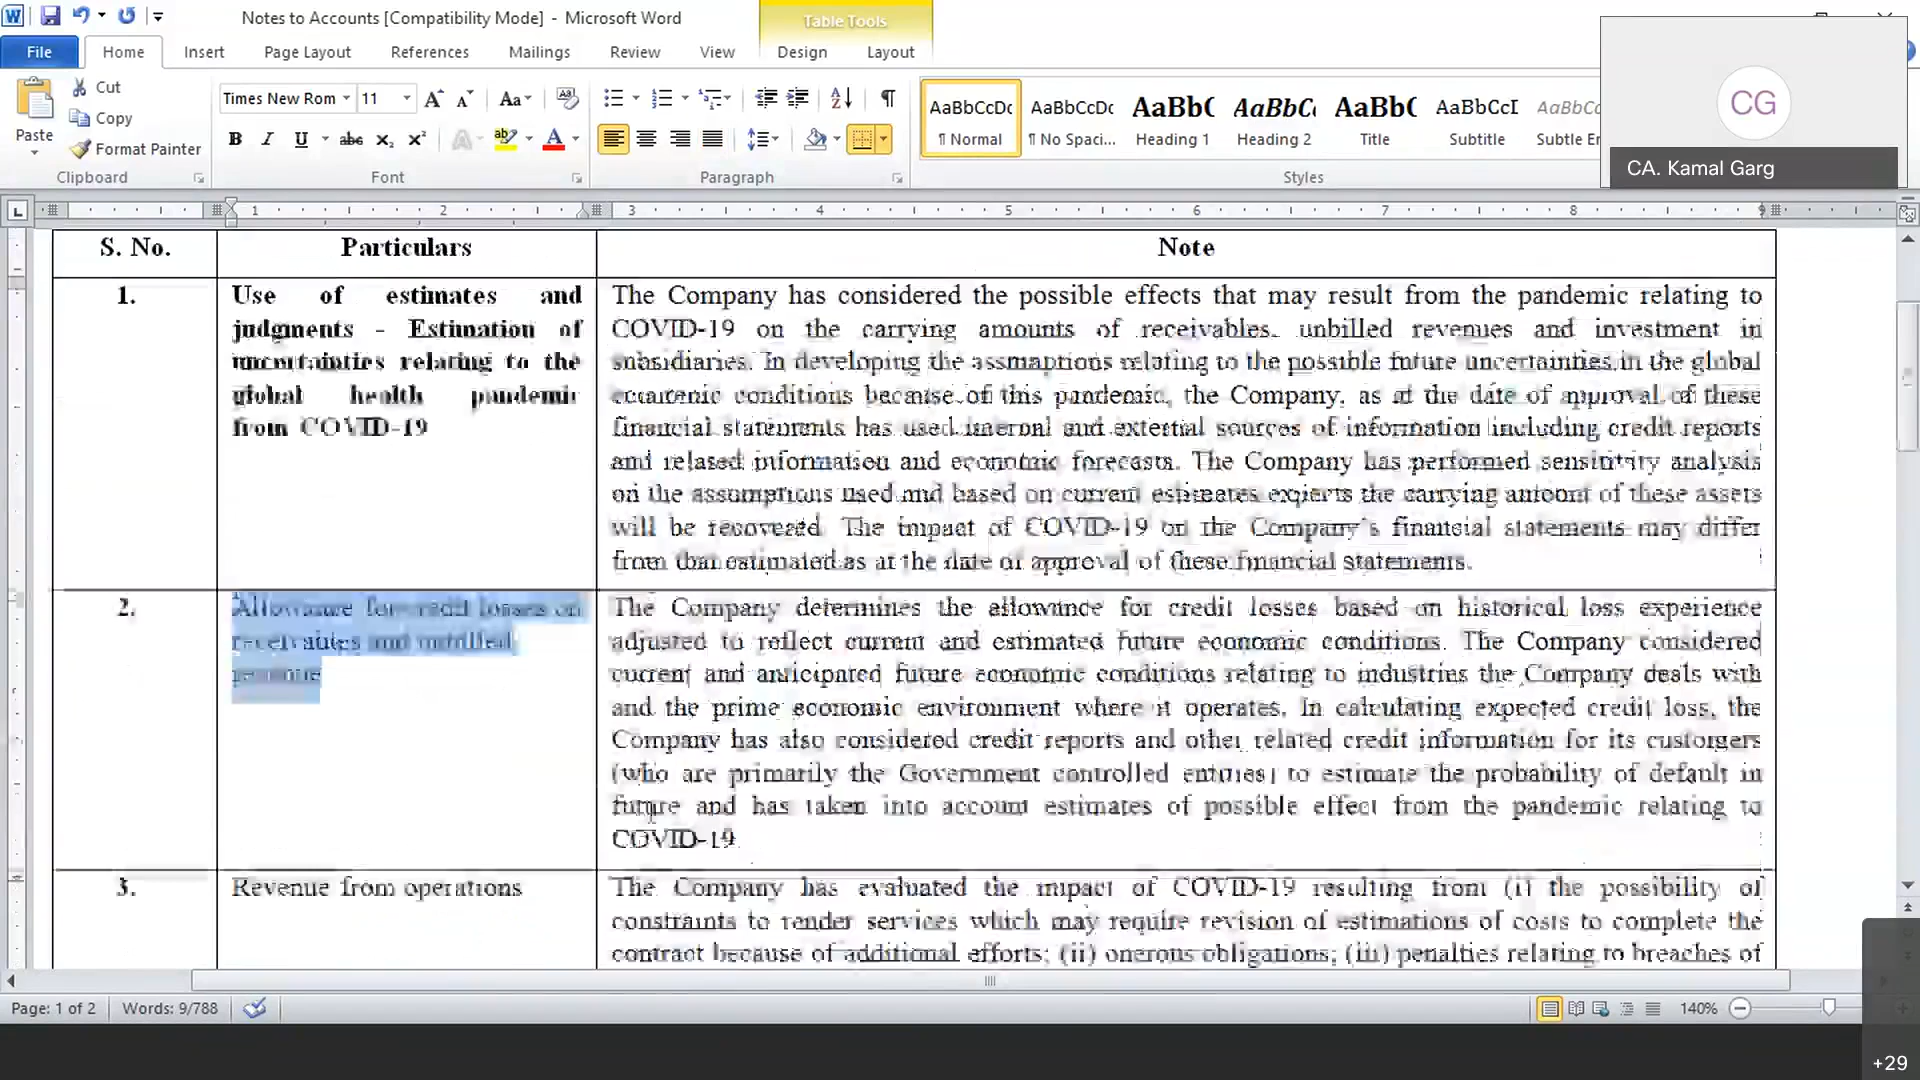 Notes to Accounts [Compatibility Mode] - Microsoft Word
Table Tools
File Home Insert Page Layout References Mailings Review View Design Layout
Paste
Cut
Copy
Format Painter
Clipboard
Times New Rom 11
Font
Paragraph
AaBbCcDc AaBbCcDc AaBbC AaBbC AaBbC AaBbCcI AaBbC
¶ Normal ¶ No Spaci... Heading 1 Heading 2 Title Subtitle Subtle Er
Styles
CG
CA. Kamal Garg
1 2 3 4 5 6 7 8 9
S. No. Particulars Note
1.
Use of estimates and
judgments - Estimation of
uncertainties relating to the
global health pandemic
from COVID-19
The Company has considered the possible effects that may result from the pandemic relating to
COVID-19 on the carrying amounts of receivables, unbilled revenues and investment in
subsidiaries. In developing the assumptions relating to the possible future uncertainties in the global
economic conditions because of this pandemic, the Company, as at the date of approval of these
financial statements has used internal and external sources of information including credit reports
and related information and economic forecasts. The Company has performed sensitivity analysis
on the assumptions used and based on current estimates expects the carrying amount of these assets
will be recovered. The impact of COVID-19 on the Company's financial statements may differ
from that estimated as at the date of approval of these financial statements.
2.
Allowance for credit losses on
receivables and unbilled
revenue
The Company determines the allowance for credit losses based on historical loss experience
adjusted to reflect current and estimated future economic conditions. The Company considered
current and anticipated future economic conditions relating to industries the Company deals with
and the prime economic environment where it operates. In calculating expected credit loss, the
Company has also considered credit reports and other related credit information for its customers
(who are primarily the Government controlled entities) to estimate the probability of default in
future and has taken into account estimates of possible effect from the pandemic relating to
COVID-19.
3.
Revenue from operations
The Company has evaluated the impact of COVID-19 resulting from (i) the possibility of
constraints to render services which may require revision of estimations of costs to complete the
contract because of additional efforts; (ii) onerous obligations; (iii) penalties relating to breaches of
Page: 1 of 2 Words: 9/788 140%
+29